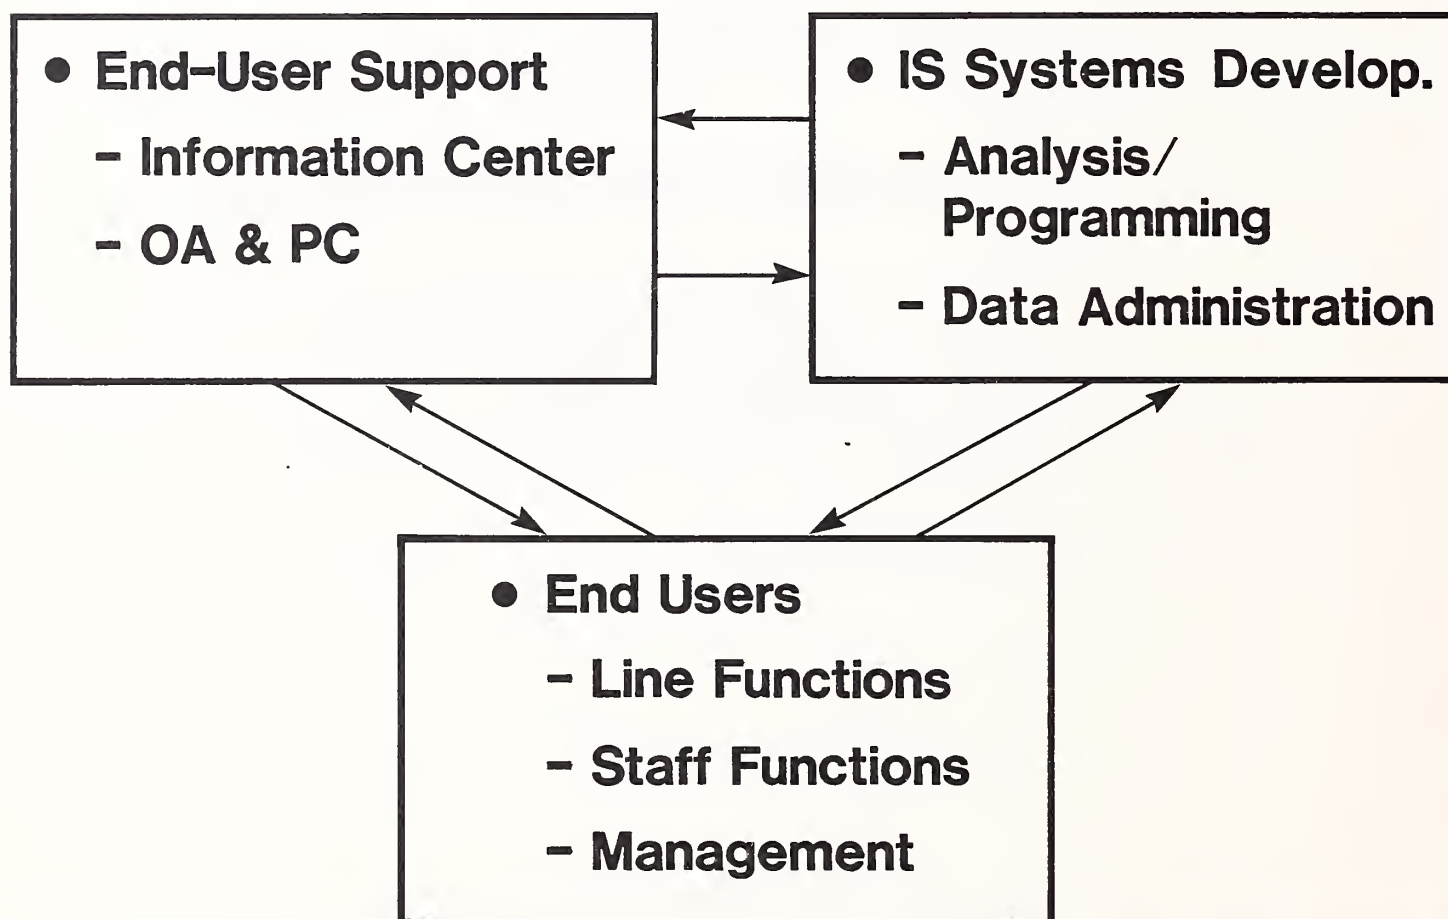 ● End-User Support
- Information Center
- OA & PC
● IS Systems Develop.
- Analysis/
Programming
- Data Administration
● End Users
- Line Functions
- Staff Functions
- Management